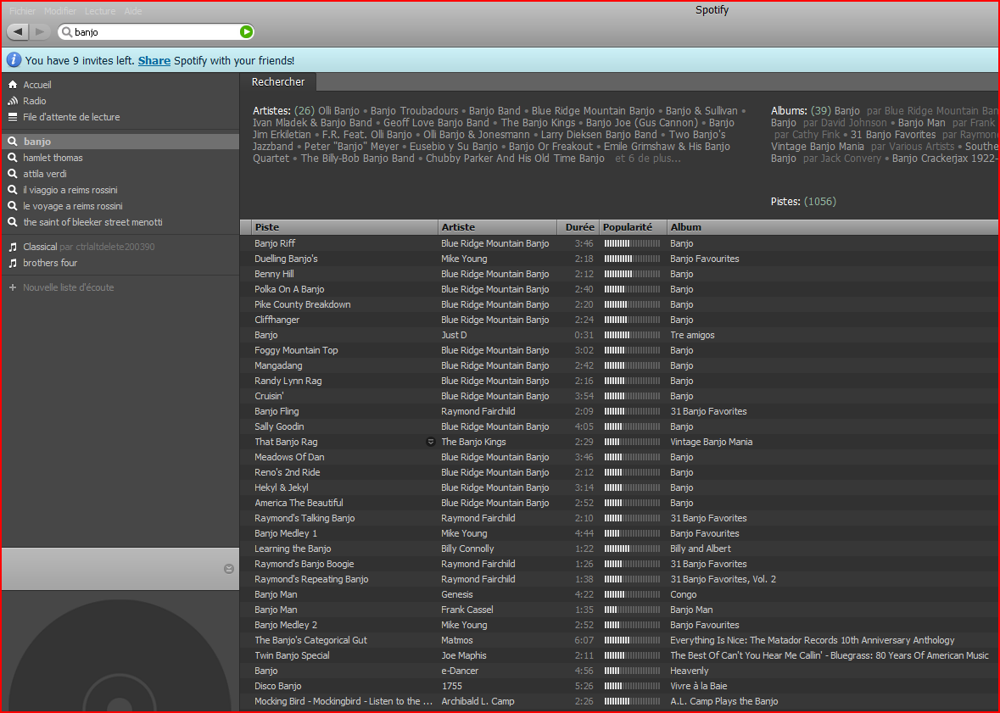 Spotify
Fichier Modifier Lecture Aide
banjo
You have 9 invites left. Share Spotify with your friends!
Accueil
Radio
File d'attente de lecture
banjo
hamlet thomas
attila verdi
il viaggio a reims rossini
le voyage a reims rossini
the saint of bleeker street menotti
Classical par ctrlaltdelete200390
brothers four
Nouvelle liste d'écoute
Rechercher
Artistes: (26) Olli Banjo • Banjo Troubadours • Banjo Band • Blue Ridge Mountain Banjo • Banjo & Sullivan •
Ivan Mladek & Banjo Band • Geoff Love Banjo Band • The Banjo Kings • Banjo Joe (Gus Cannon) • Banjo
Jim Erkiletian • F.R. Feat. Olli Banjo • Olli Banjo & Jonesmann • Larry Dieksen Banjo Band • Two Banjo's
Jazzband • Peter "Banjo" Meyer • Eusebio y Su Banjo • Banjo Or Freakout • Emile Grimshaw & His Banjo
Quartet • The Billy-Bob Banjo Band • Chubby Parker And His Old Time Banjo et 6 de plus...
Albums: (39) Banjo par Blue Ridge Mountain Ban
Banjo par David Johnson • Banjo Man par Frank
par Cathy Fink • 31 Banjo Favorites par Raymon
Vintage Banjo Mania par Various Artists • Southe
Banjo par Jack Convery • Banjo Crackerjax 1922-
Pistes: (1056)
Piste Artiste Durée Popularité Album
Banjo Riff Blue Ridge Mountain Banjo 3:46 Banjo
Duelling Banjo's Mike Young 2:18 Banjo Favourites
Benny Hill Blue Ridge Mountain Banjo 2:12 Banjo
Polka On A Banjo Blue Ridge Mountain Banjo 2:40 Banjo
Pike County Breakdown Blue Ridge Mountain Banjo 2:20 Banjo
Cliffhanger Blue Ridge Mountain Banjo 2:24 Banjo
Banjo Just D 0:31 Tre amigos
Foggy Mountain Top Blue Ridge Mountain Banjo 3:02 Banjo
Mangadang Blue Ridge Mountain Banjo 2:42 Banjo
Randy Lynn Rag Blue Ridge Mountain Banjo 2:16 Banjo
Cruisin' Blue Ridge Mountain Banjo 3:54 Banjo
Banjo Fling Raymond Fairchild 2:09 31 Banjo Favorites
Sally Goodin Blue Ridge Mountain Banjo 4:05 Banjo
That Banjo Rag The Banjo Kings 2:29 Vintage Banjo Mania
Meadows Of Dan Blue Ridge Mountain Banjo 3:46 Banjo
Reno's 2nd Ride Blue Ridge Mountain Banjo 2:12 Banjo
Hekyl & Jekyl Blue Ridge Mountain Banjo 3:14 Banjo
America The Beautiful Blue Ridge Mountain Banjo 2:52 Banjo
Raymond's Talking Banjo Raymond Fairchild 2:10 31 Banjo Favorites
Banjo Medley 1 Mike Young 4:44 Banjo Favourites
Learning the Banjo Billy Connolly 1:22 Billy and Albert
Raymond's Banjo Boogie Raymond Fairchild 1:26 31 Banjo Favorites
Raymond's Repeating Banjo Raymond Fairchild 1:38 31 Banjo Favorites, Vol. 2
Banjo Man Genesis 4:22 Congo
Banjo Man Frank Cassel 1:35 Banjo Man
Banjo Medley 2 Mike Young 2:52 Banjo Favourites
The Banjo's Categorical Gut Matmos 6:07 Everything Is Nice: The Matador Records 10th Anniversary Anthology
Twin Banjo Special Joe Maphis 2:11 The Best Of Can't You Hear Me Callin' - Bluegrass: 80 Years Of American Music
Banjo e-Dancer 4:56 Heavenly
Disco Banjo 1755 5:26 Vivre à la Baie
Mocking Bird - Mockingbird - Listen to the ... Archibald L. Camp 2:26 A.L. Camp Plays the Banjo